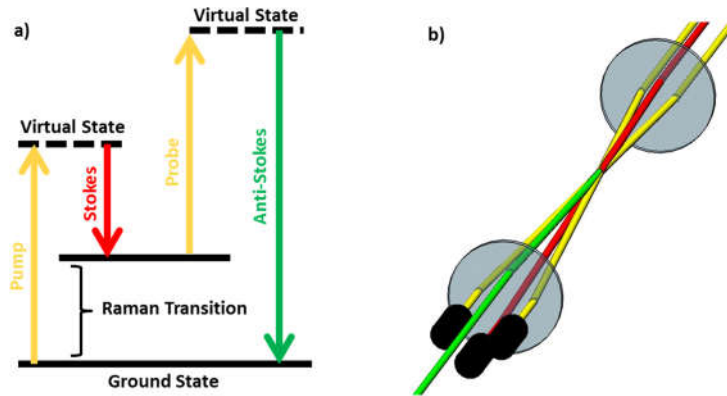 a)
Virtual State
Virtual State
Pump
Stokes
Probe
Anti-Stokes
Raman Transition
Ground State
b)